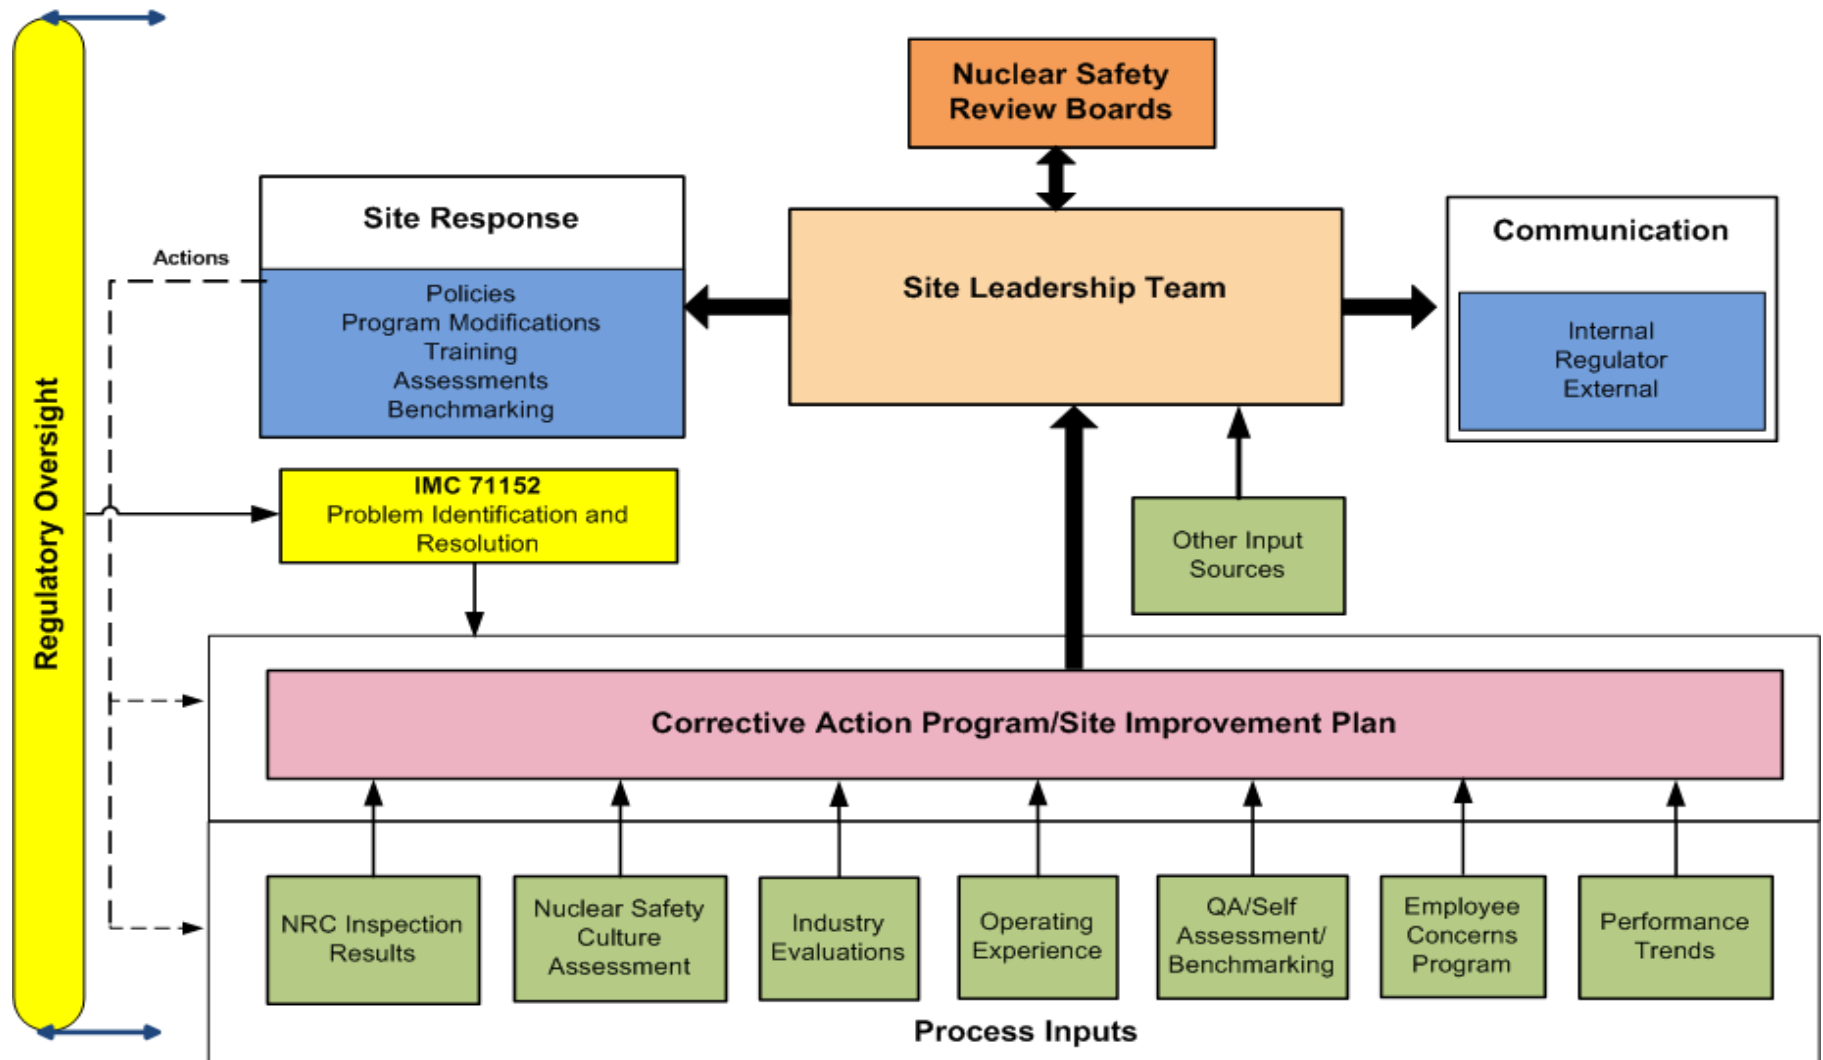 Regulatory Oversight
Nuclear Safety
Review Boards
Site Response
Actions
Policies
Program Modifications
Training
Assessments
Benchmarking
Site Leadership Team
Communication
Internal
Regulator
External
IMC 71152
Problem Identification and
Resolution
Other Input
Sources
Corrective Action Program/Site Improvement Plan
NRC Inspection
Results
Nuclear Safety
Culture
Assessment
Industry
Evaluations
Operating
Experience
QA/Self
Assessment/
Benchmarking
Employee
Concerns
Program
Performance
Trends
Process Inputs